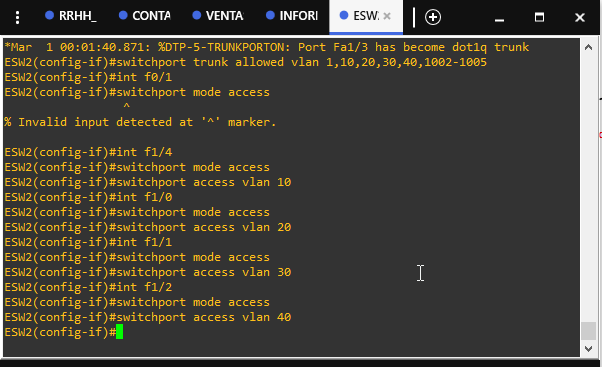 RRHH_
CONTA
VENTA
INFORI
ESW2
*Mar  1 00:01:40.871: %DTP-5-TRUNKPORTON: Port Fa1/3 has become dot1q trunk
ESW2(config-if)#switchport trunk allowed vlan 1,10,20,30,40,1002-1005
ESW2(config-if)#int f0/1
ESW2(config-if)#switchport mode access
^
% Invalid input detected at '^' marker.
ESW2(config-if)#int f1/4
ESW2(config-if)#switchport mode access
ESW2(config-if)#switchport access vlan 10
ESW2(config-if)#int f1/0
ESW2(config-if)#switchport mode access
ESW2(config-if)#switchport access vlan 20
ESW2(config-if)#int f1/1
ESW2(config-if)#switchport mode access
ESW2(config-if)#switchport access vlan 30
ESW2(config-if)#int f1/2
ESW2(config-if)#switchport mode access
ESW2(config-if)#switchport access vlan 40
ESW2(config-if)#